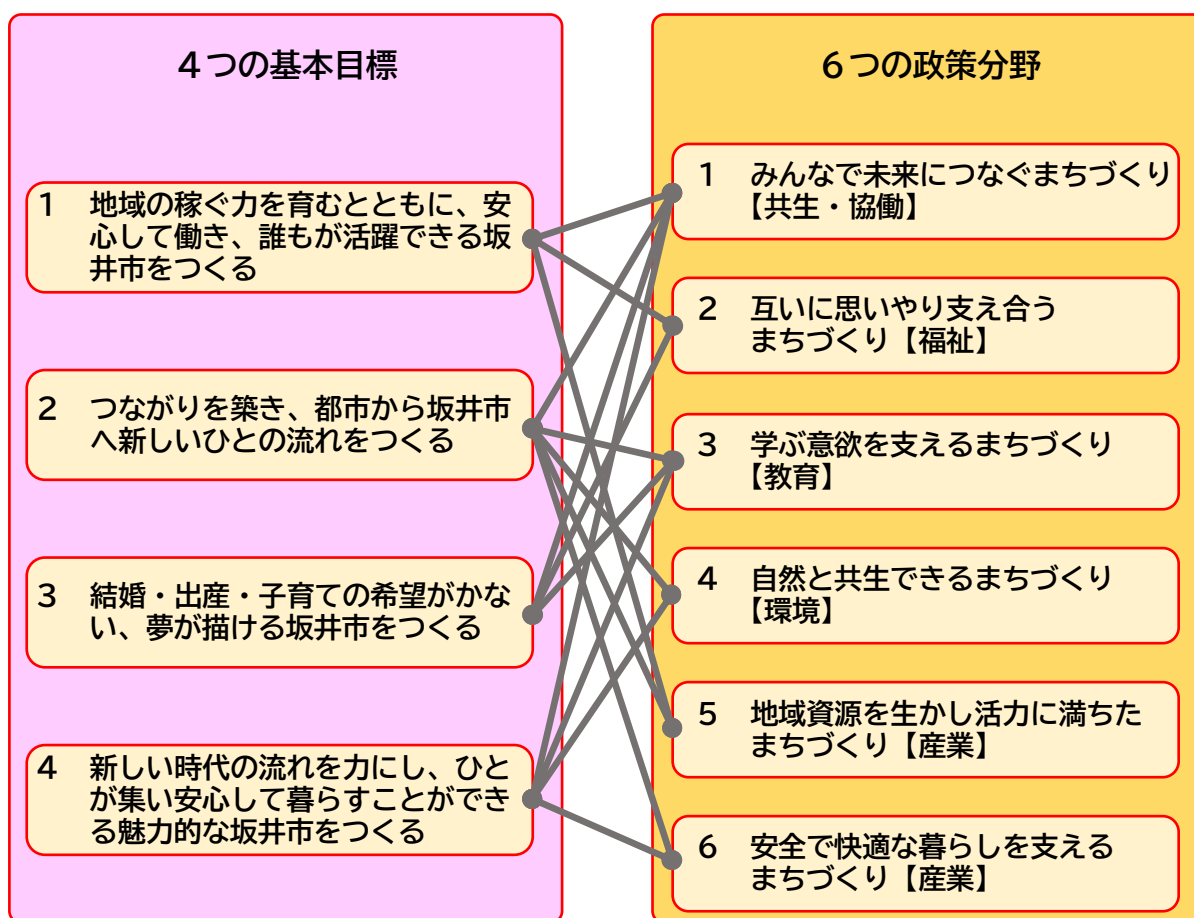 4つの基本目標
1 地域の稼ぐ力を育むとともに、安
心して働き、誰もが活躍できる坂
井市をつくる
2 つながりを築き、都市から坂井市
へ新しいひとの流れをつくる
3 結婚・出産・子育ての希望がかな
い、夢が描ける坂井市をつくる
4 新しい時代の流れを力にし、ひと
が集い安心して暮らすことができ
る魅力的な坂井市をつくる
6つの政策分野
1 みんなで未来につなぐまちづくり
【共生・協働】
2 互いに思いやり支え合う
まちづくり【福祉】
3 学ぶ意欲を支えるまちづくり
【教育】
4 自然と共生できるまちづくり
【環境】
5 地域資源を生かし活力に満ちた
まちづくり【産業】
6 安全で快適な暮らしを支える
まちづくり【産業】